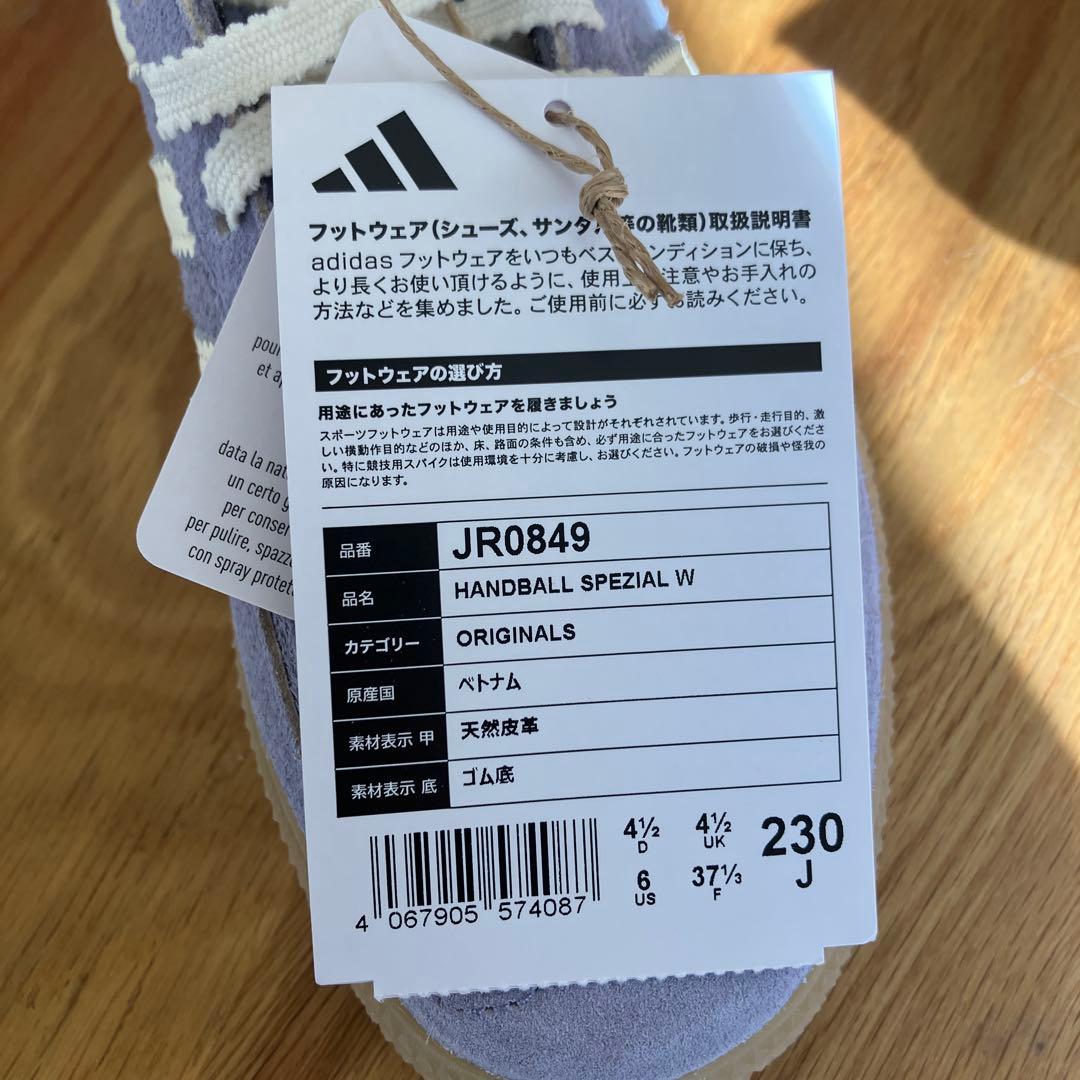 フットウェア(シューズ、サンダル等の靴類)取扱説明書
adidas フットウェアをいつもベストコンディションに保ち、
より長くお使い頂けるように、使用上の注意やお手入れの
方法などを集めました。ご使用前に必ずお読みください。
フットウェアの選び方
用途にあったフットウェアを履きましょう
スポーツフットウェアは用途や使用目的によって設計がそれぞれされています。歩行・走行目的、激
しい横動作目的などのほか、床、路面の条件も含め、必ず用途に合ったフットウェアをお選びくださ
い。特に競技用スパイクは使用環境を十分に考慮し、お選びください。フットウェアの破損や怪我の
原因になります。
品番 JR0849
品名 HANDBALL SPEZIAL W
カテゴリー ORIGINALS
原産国 ベトナム
素材表示 甲 天然皮革
素材表示 底 ゴム底
4½ D 4½ UK 230 J
6 US 37⅓ F
4 067905 574087
pour
et
data la nat
un certo
per conser
per pulire, spazz
con spray protet